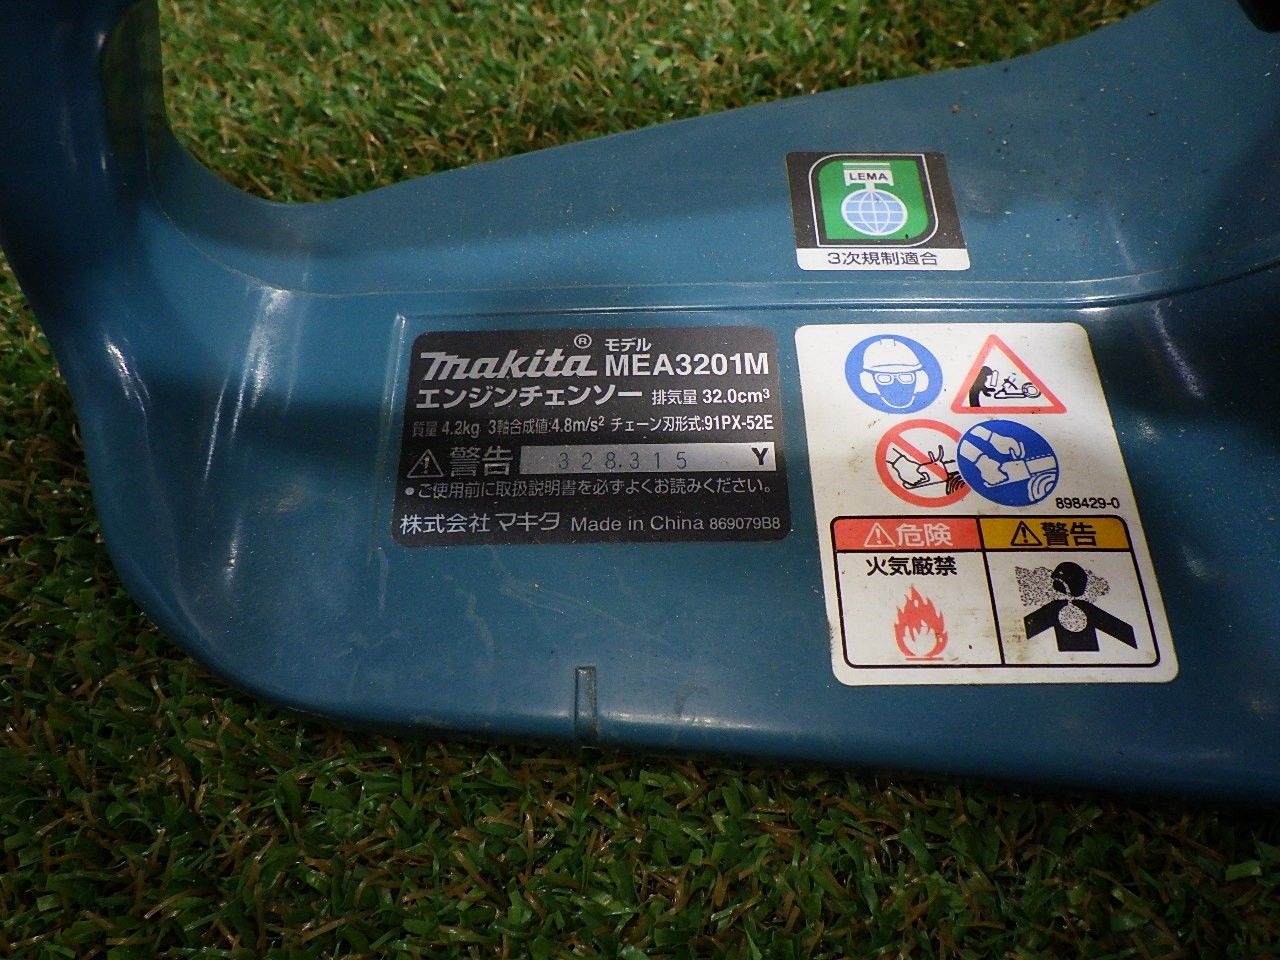 LEMA
3次規制適合
makita® モデル MEA3201M
エンジンチェンソー 排気量 32.0cm³
質量 4.2kg 3軸合成値:4.8m/s² チェーン刃形式:91PX-52E
警告 328315 Y
•ご使用前に取扱説明書を必ずよくお読みください。
株式会社 マキタ Made in China 869079B8
898429-0
危険 警告
火気厳禁